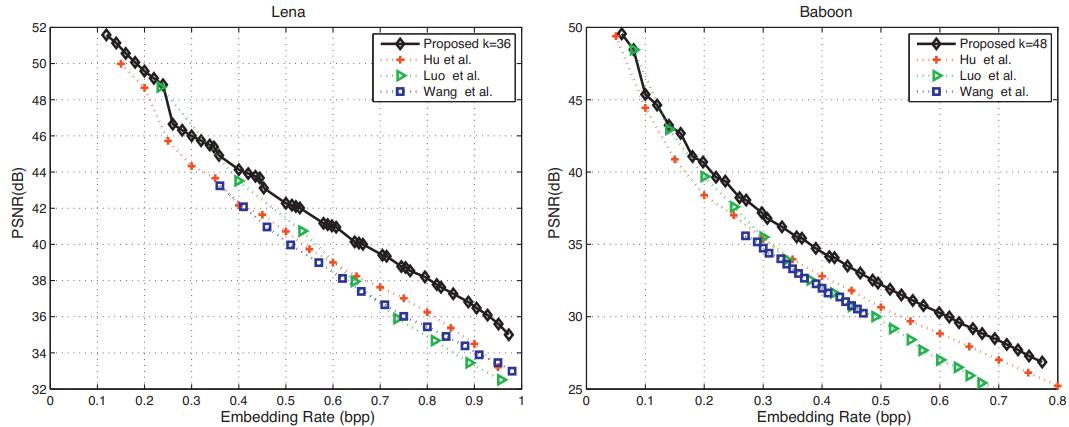 Lena
52
50
48
46
44
42
40
38
36
34
32
PSNR(dB)
0 0.1 0.2 0.3 0.4 0.5 0.6 0.7 0.8 0.9 1
Embedding Rate (bpp)
Proposed k=36
Hu et al.
Luo et al.
Wang et al.
Baboon
50
45
40
35
30
25
PSNR(dB)
0 0.1 0.2 0.3 0.4 0.5 0.6 0.7 0.8
Embedding Rate (bpp)
Proposed k=48
Hu et al.
Luo et al.
Wang et al.